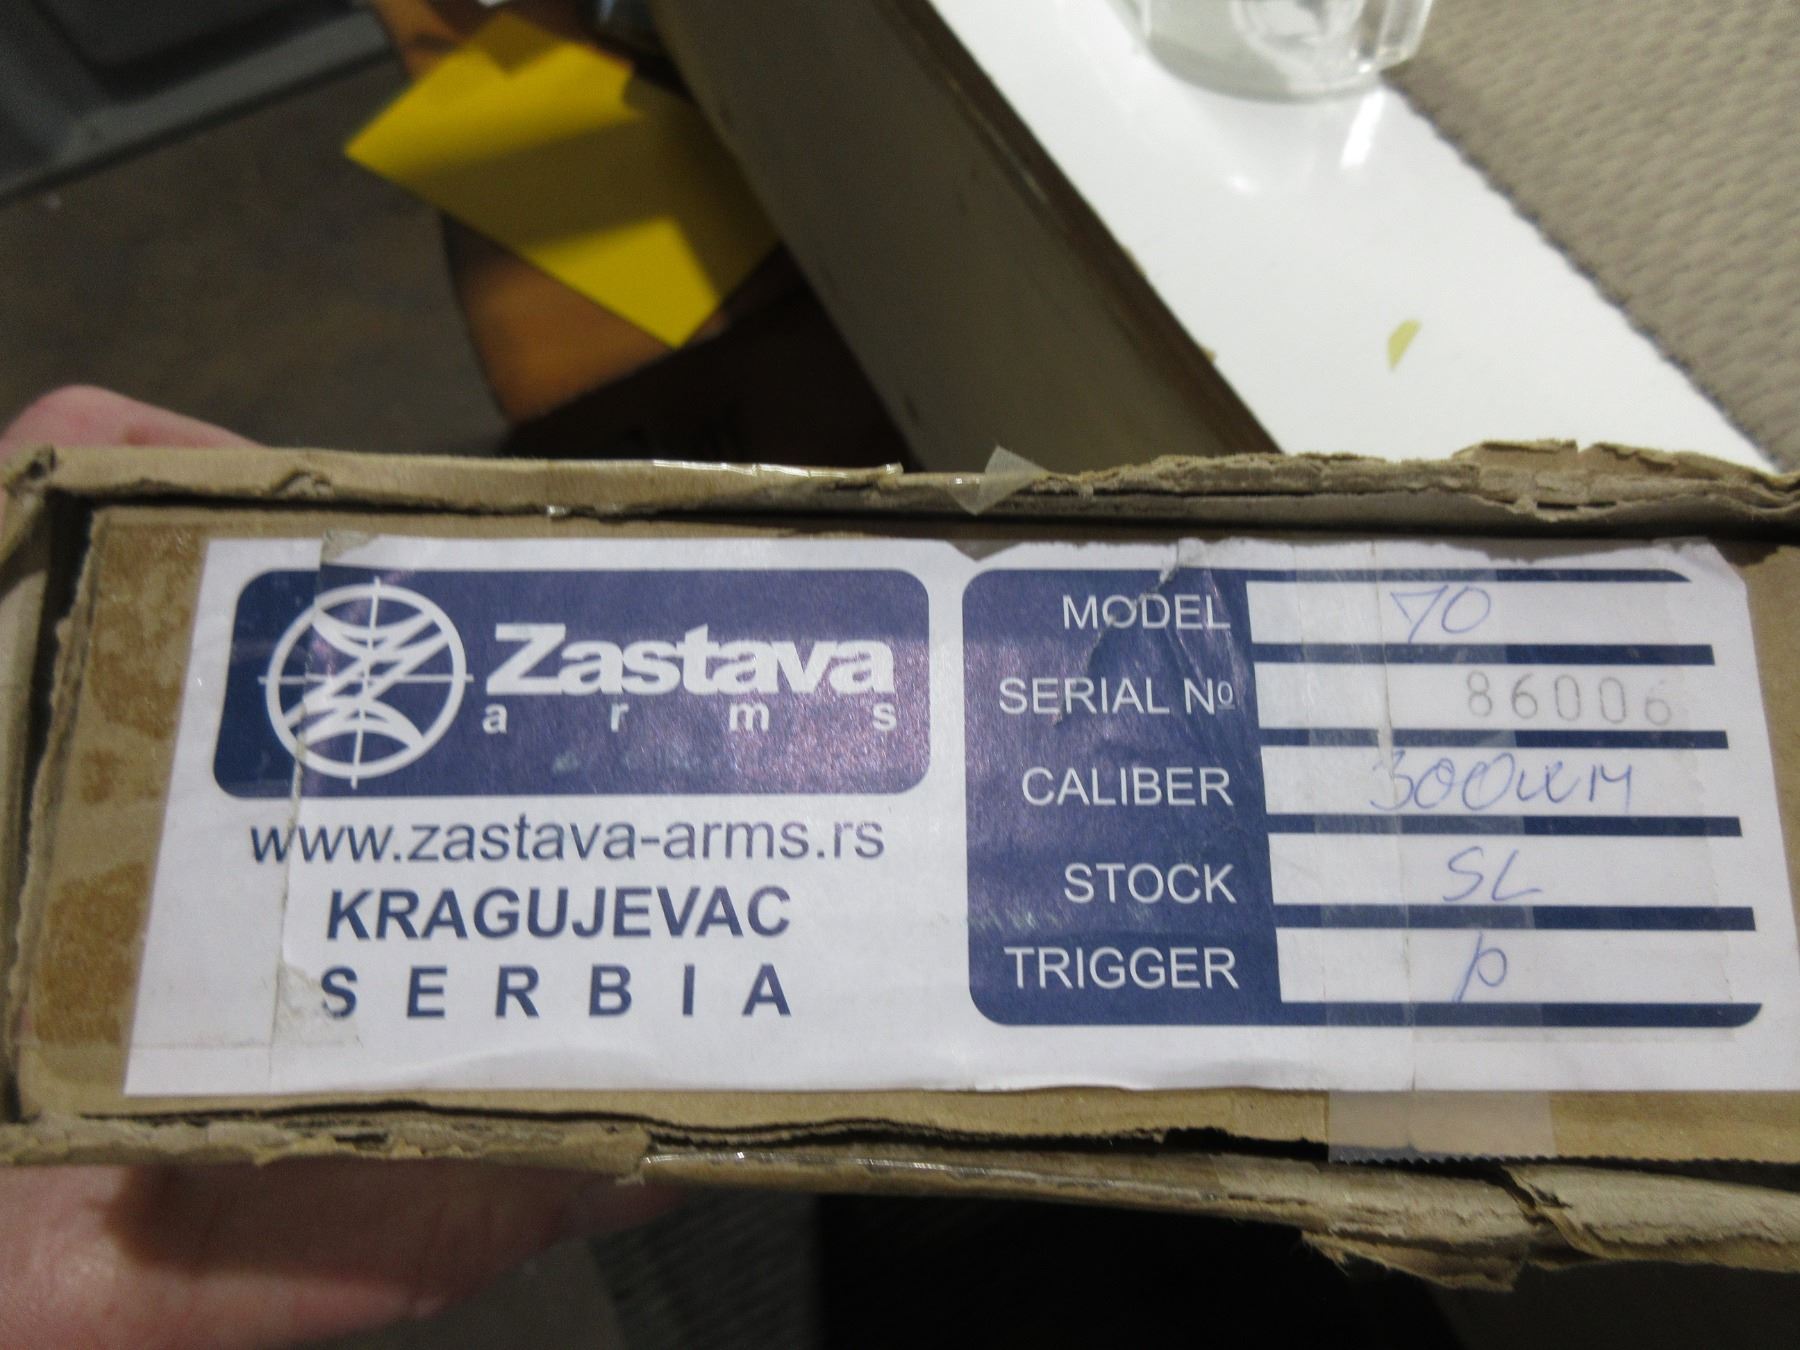 Zastava
arms
www.zastava-arms.rs
KRAGUJEVAC
SERBIA
MODEL 70
SERIAL Nº 86006
CALIBER 300WM
STOCK SL
TRIGGER p